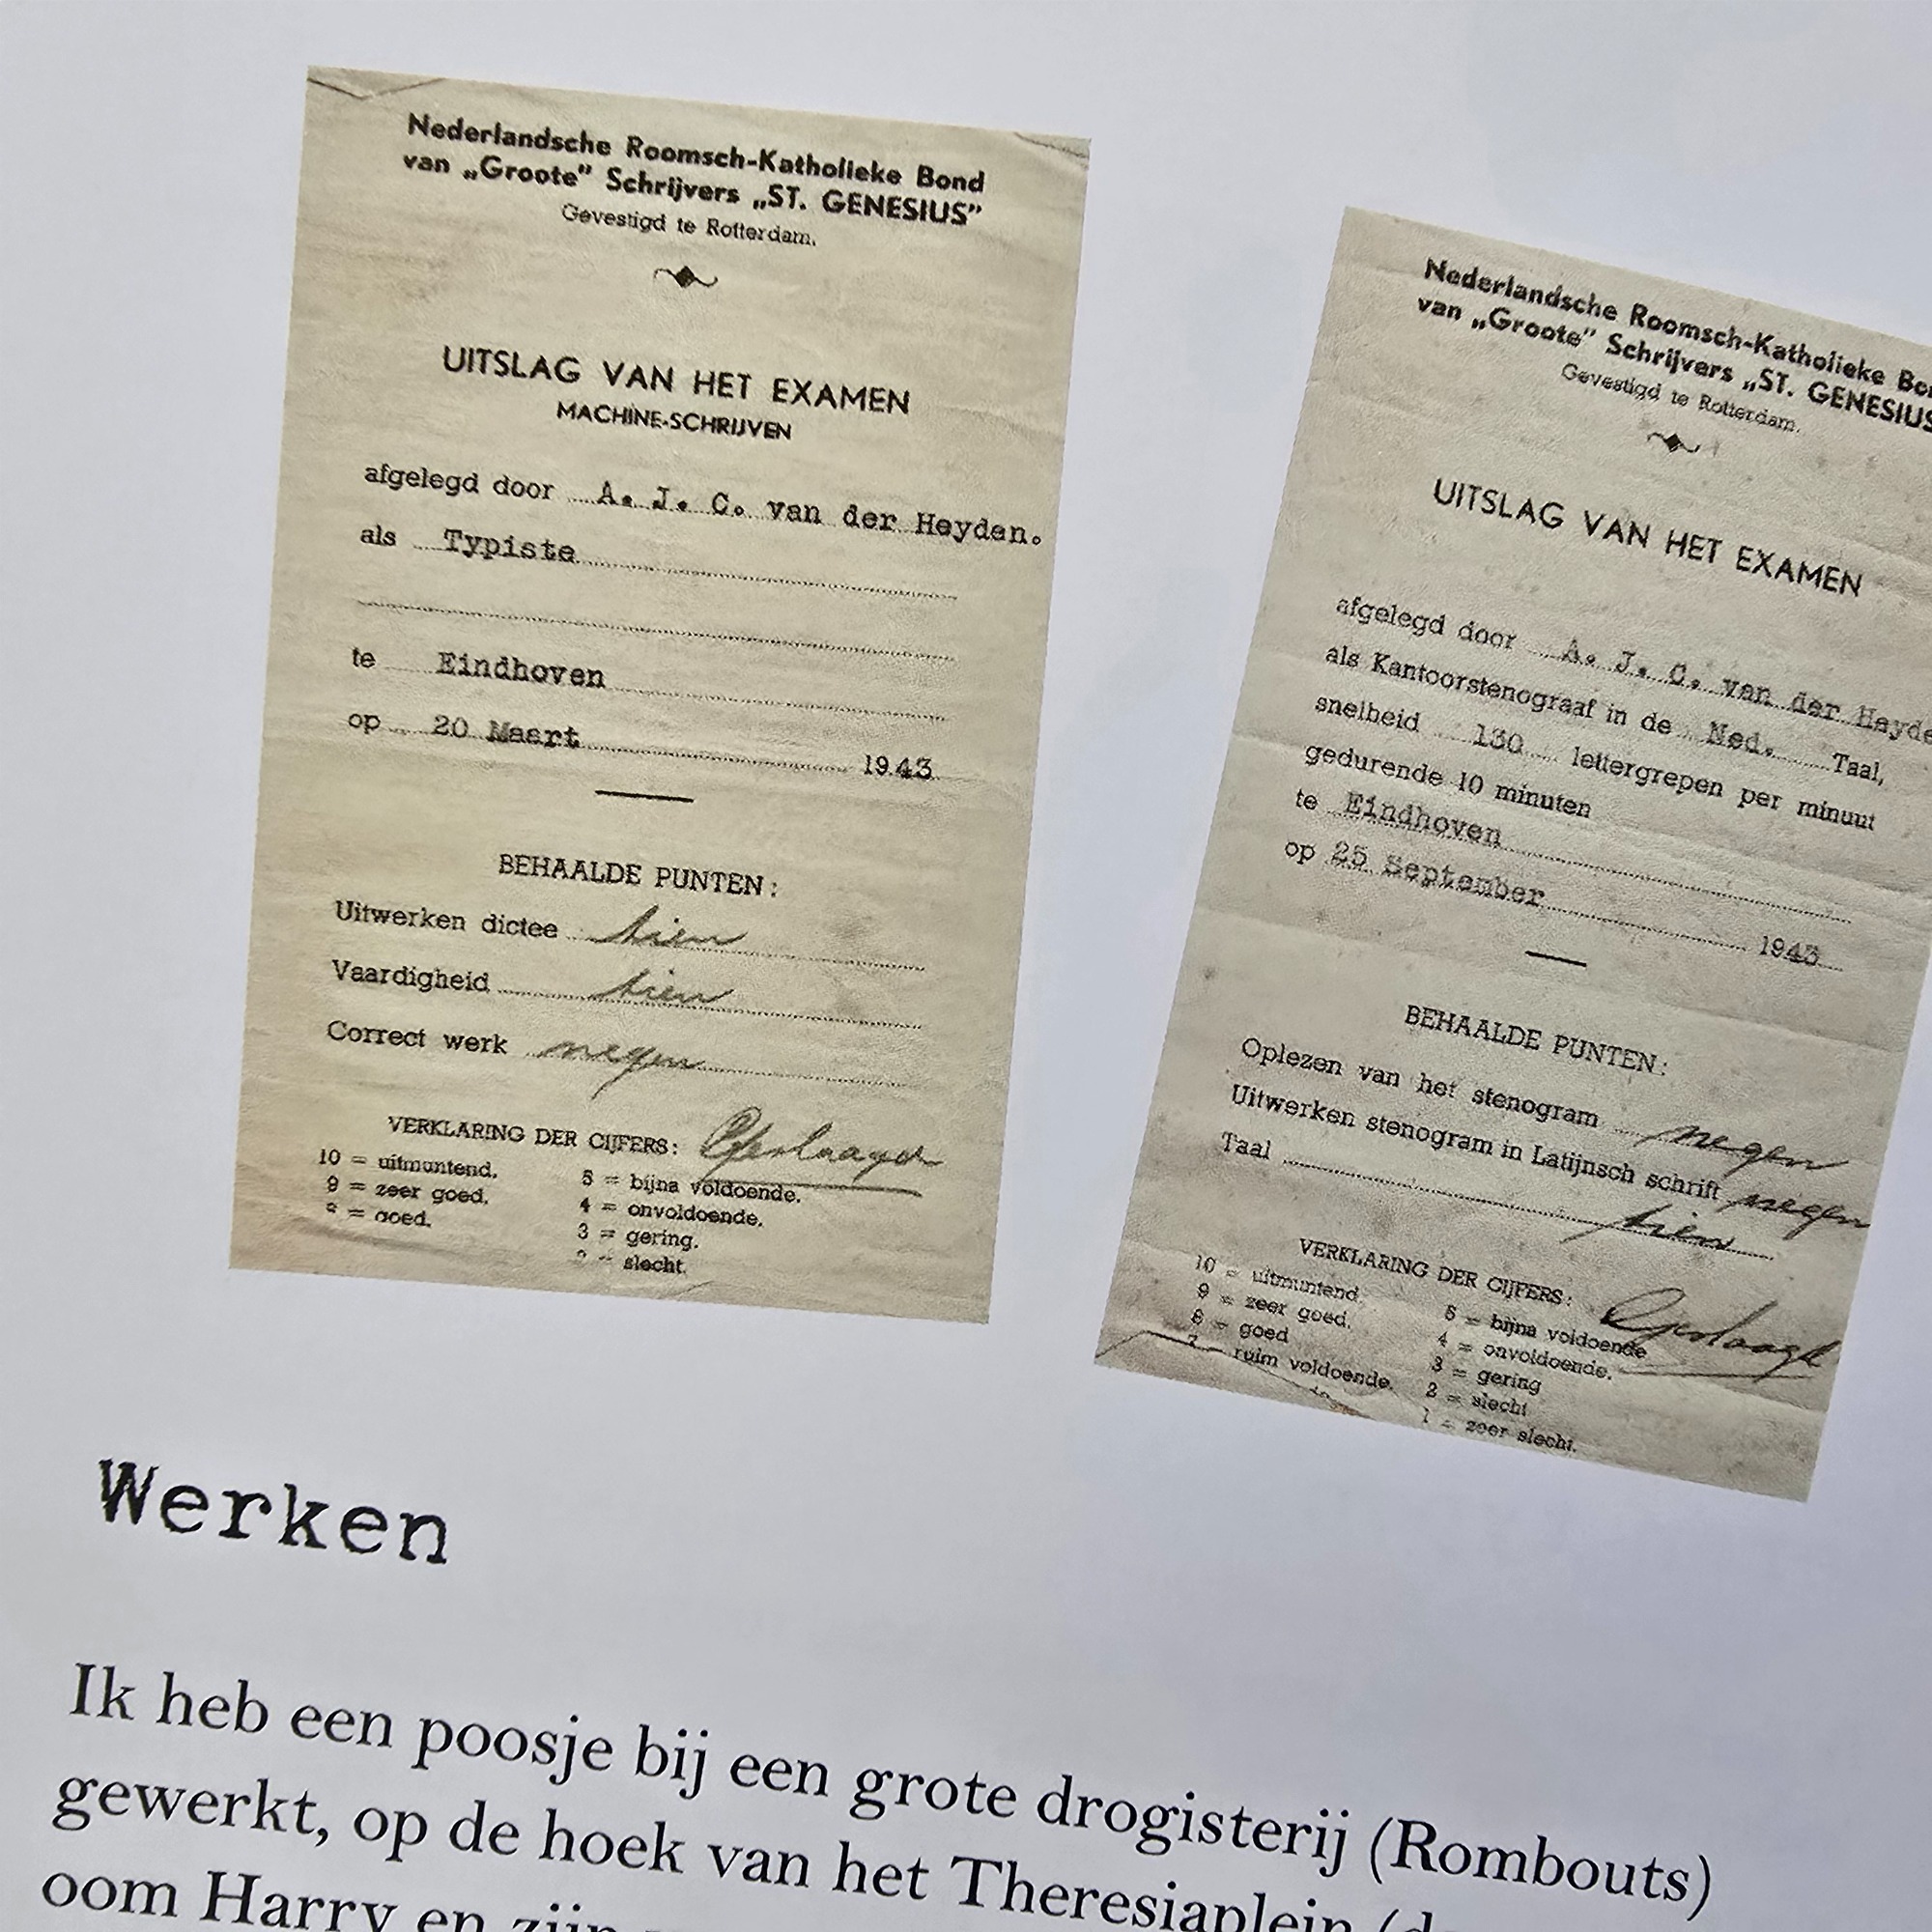 Nederlandsche Roomsch-Katholieke Bond
van „Groote" Schrijvers „ST. GENESIUS"
Gevestigd te Rotterdam.
UITSLAG VAN HET EXAMEN
MACHINE-SCHRIJVEN
afgelegd door A. J. C. van der Heyden.
als Typiste
te Eindhoven
op 20 Maart 1943
BEHAALDE PUNTEN:
Uitwerken dictee tien
Vaardigheid tien
Correct werk negen
VERKLARING DER CIJFERS: Geslaagd
10 = uitmuntend. 5 = bijna voldoende.
9 = zeer goed. 4 = onvoldoende.
8 = goed. 3 = gering.
2 = slecht.
Nederlandsche Roomsch-Katholieke
van „Groote" Schrijvers „ST. GENESIUS
Gevestigd te Rotterdam.
UITSLAG VAN HET EXAMEN
afgelegd door A. J. C. van der Heyde
als Kantoorstenograaf in de Ned. Taal,
snelheid 130 lettergrepen per minuut
gedurende 10 minuten
te Eindhoven
op 25 September 1943
BEHAALDE PUNTEN:
Oplezen van het stenogram negen
Uitwerken stenogram in Latijnsch schrift negen
Taal tien
VERKLARING DER CIJFERS: Geslaagd
10 = uitmuntend. 5 = bijna voldoende
9 = zeer goed. 4 = onvoldoende.
8 = goed 3 = gering
7 = ruim voldoende. 2 = slecht
1 = zeer slecht.
Werken
Ik heb een poosje bij een grote drogisterij (Rombouts)
gewerkt, op de hoek van het Theresiaplein
oom Harry en zijn